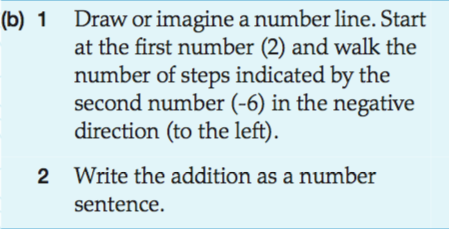 (b) 1 Draw or imagine a number line. Start
at the first number (2) and walk the
number of steps indicated by the
second number (-6) in the negative
direction (to the left).
2 Write the addition as a number
sentence.